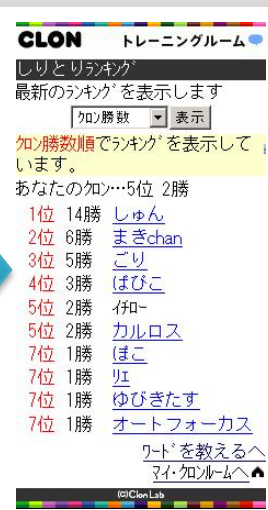 CLON トレーニングルーム
しりとりﾗﾝｷﾝｸﾞ
最新のﾗﾝｷﾝｸﾞを表示します
ｸﾛﾝ勝数 表示
ｸﾛﾝ勝数順でﾗﾝｷﾝｸﾞを表示して
います。
あなたのｸﾛﾝ…5位 2勝
1位 14勝 しゅん
2位 6勝 まきchan
3位 5勝 ごり
4位 3勝 ぱぴこ
5位 2勝 ｲﾁﾛｰ
5位 2勝 カルロス
7位 1勝 ぽこ
7位 1勝 ﾘｴ
7位 1勝 ゆびきたす
7位 1勝 オートフォーカス
ﾜｰﾄﾞを教えるへ
ﾏｲ･ｸﾛﾝﾙｰﾑへ
(C)Clon Lab